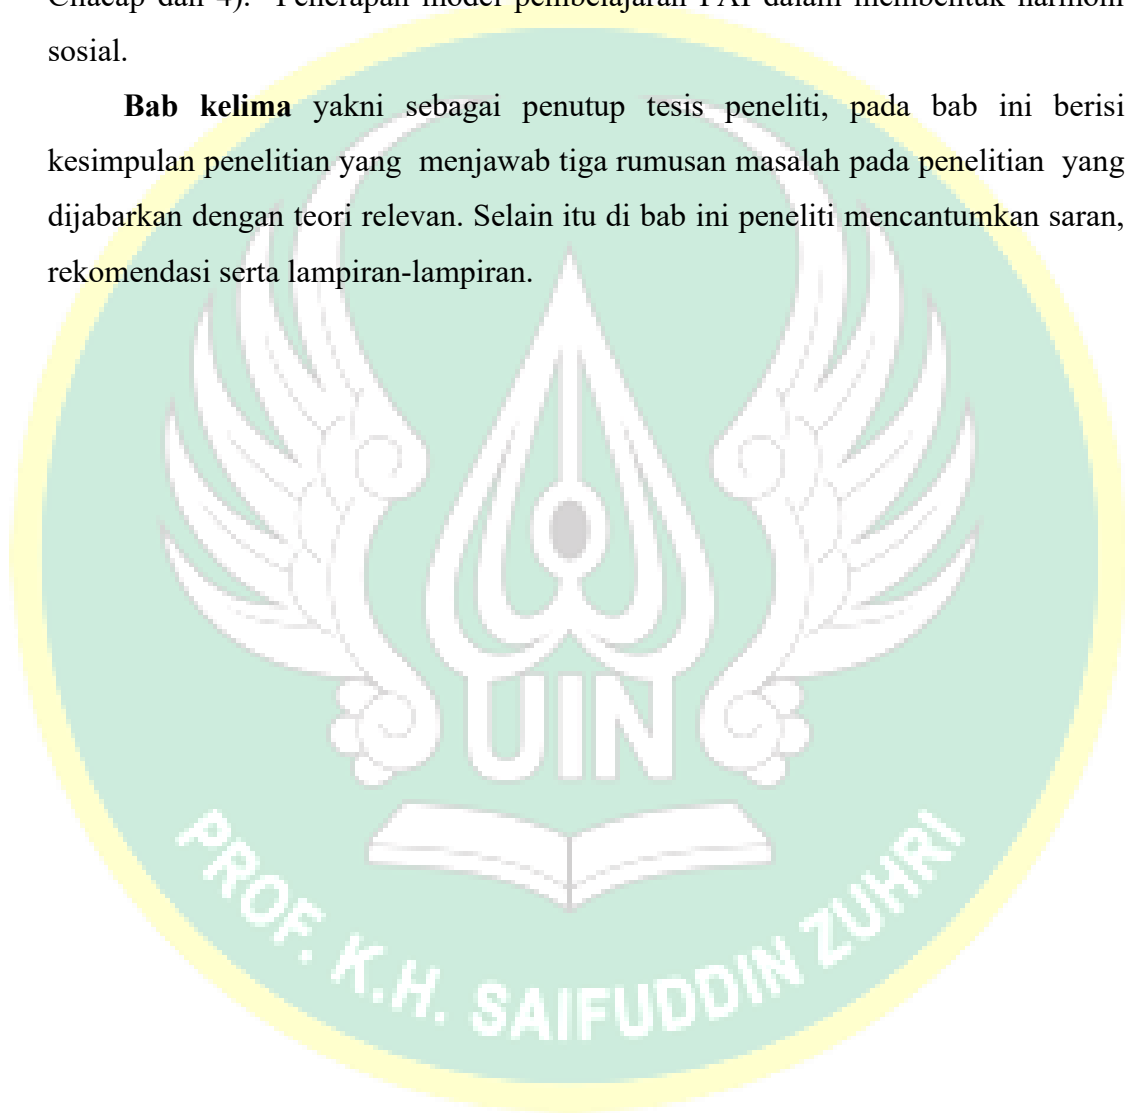 Cilacap dan 4). Penerapan model pembelajaran PAI dalam membentuk harmoni
sosial.
Bab kelima yakni sebagai penutup tesis peneliti, pada bab ini berisi
kesimpulan penelitian yang menjawab tiga rumusan masalah pada penelitian yang
dijabarkan dengan teori relevan. Selain itu di bab ini peneliti mencantumkan saran,
rekomendasi serta lampiran-lampiran.
UIN
PROF. K.H. SAIFUDDIN ZUHRI